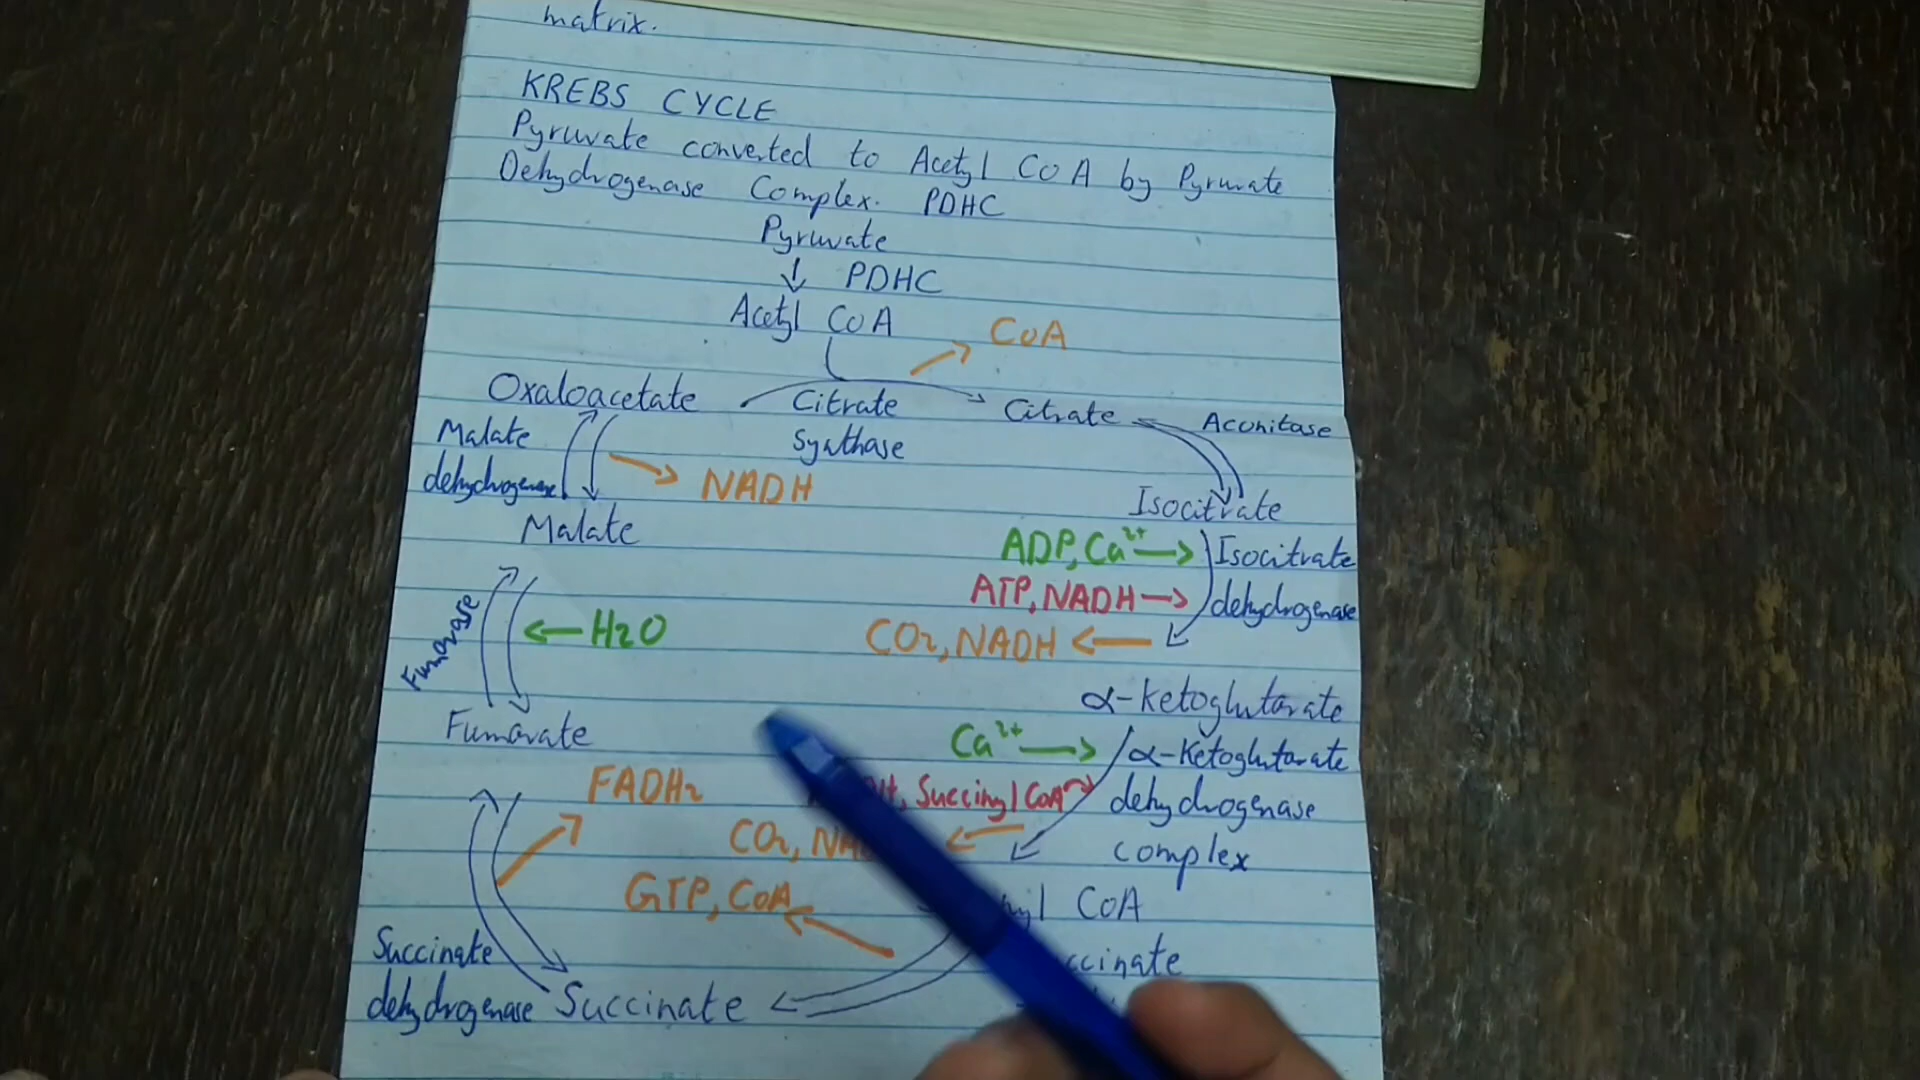 matrix.
KREBS CYCLE
Pyruvate converted to Acetyl CoA by Pyruvate
Dehydrogenase Complex. PDHC
Pyruvate
PDHC
Acetyl CoA
CoA
Oxaloacetate
Citrate
Synthase
Citrate
Aconitase
Malate
dehydrogenase
NADH
Malate
Isocitrate
ADP, Ca²⁺
Isocitrate
dehydrogenase
ATP, NADH
CO₂, NADH
Fumarase
H₂O
α-ketoglutarate
Fumarate
Ca²⁺
α-Ketoglutarate
dehydrogenase
complex
FADH₂
Succinyl CoA
CO₂,
GTP, CoA
CoA
Succinate
dehydrogenase
Succinate